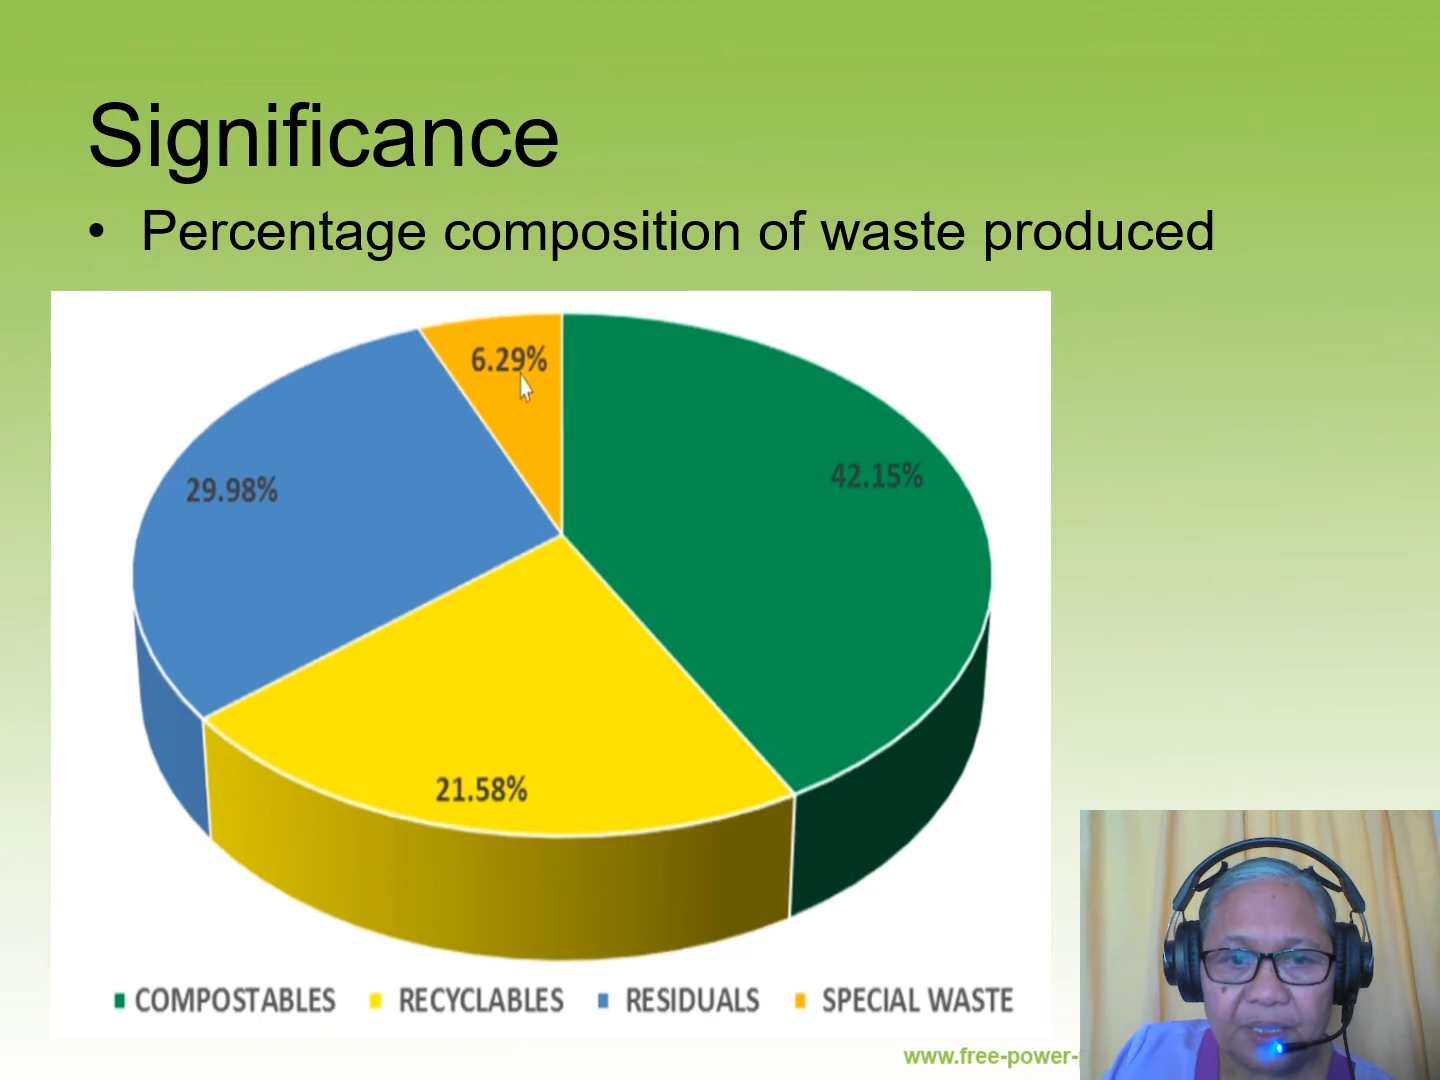 Significance
• Percentage composition of waste produced
6.29%
42.15%
29.98%
21.58%
COMPOSTABLES RECYCLABLES RESIDUALS SPECIAL WASTE
www.free-power-